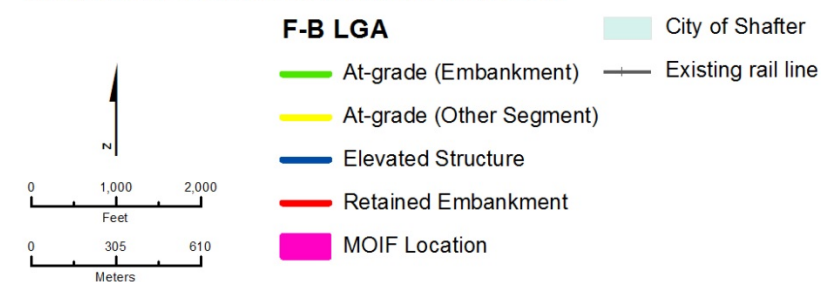 N
0 1,000 2,000
Feet
0 305 610
Meters
F-B LGA
At-grade (Embankment)
At-grade (Other Segment)
Elevated Structure
Retained Embankment
MOIF Location
City of Shafter
Existing rail line